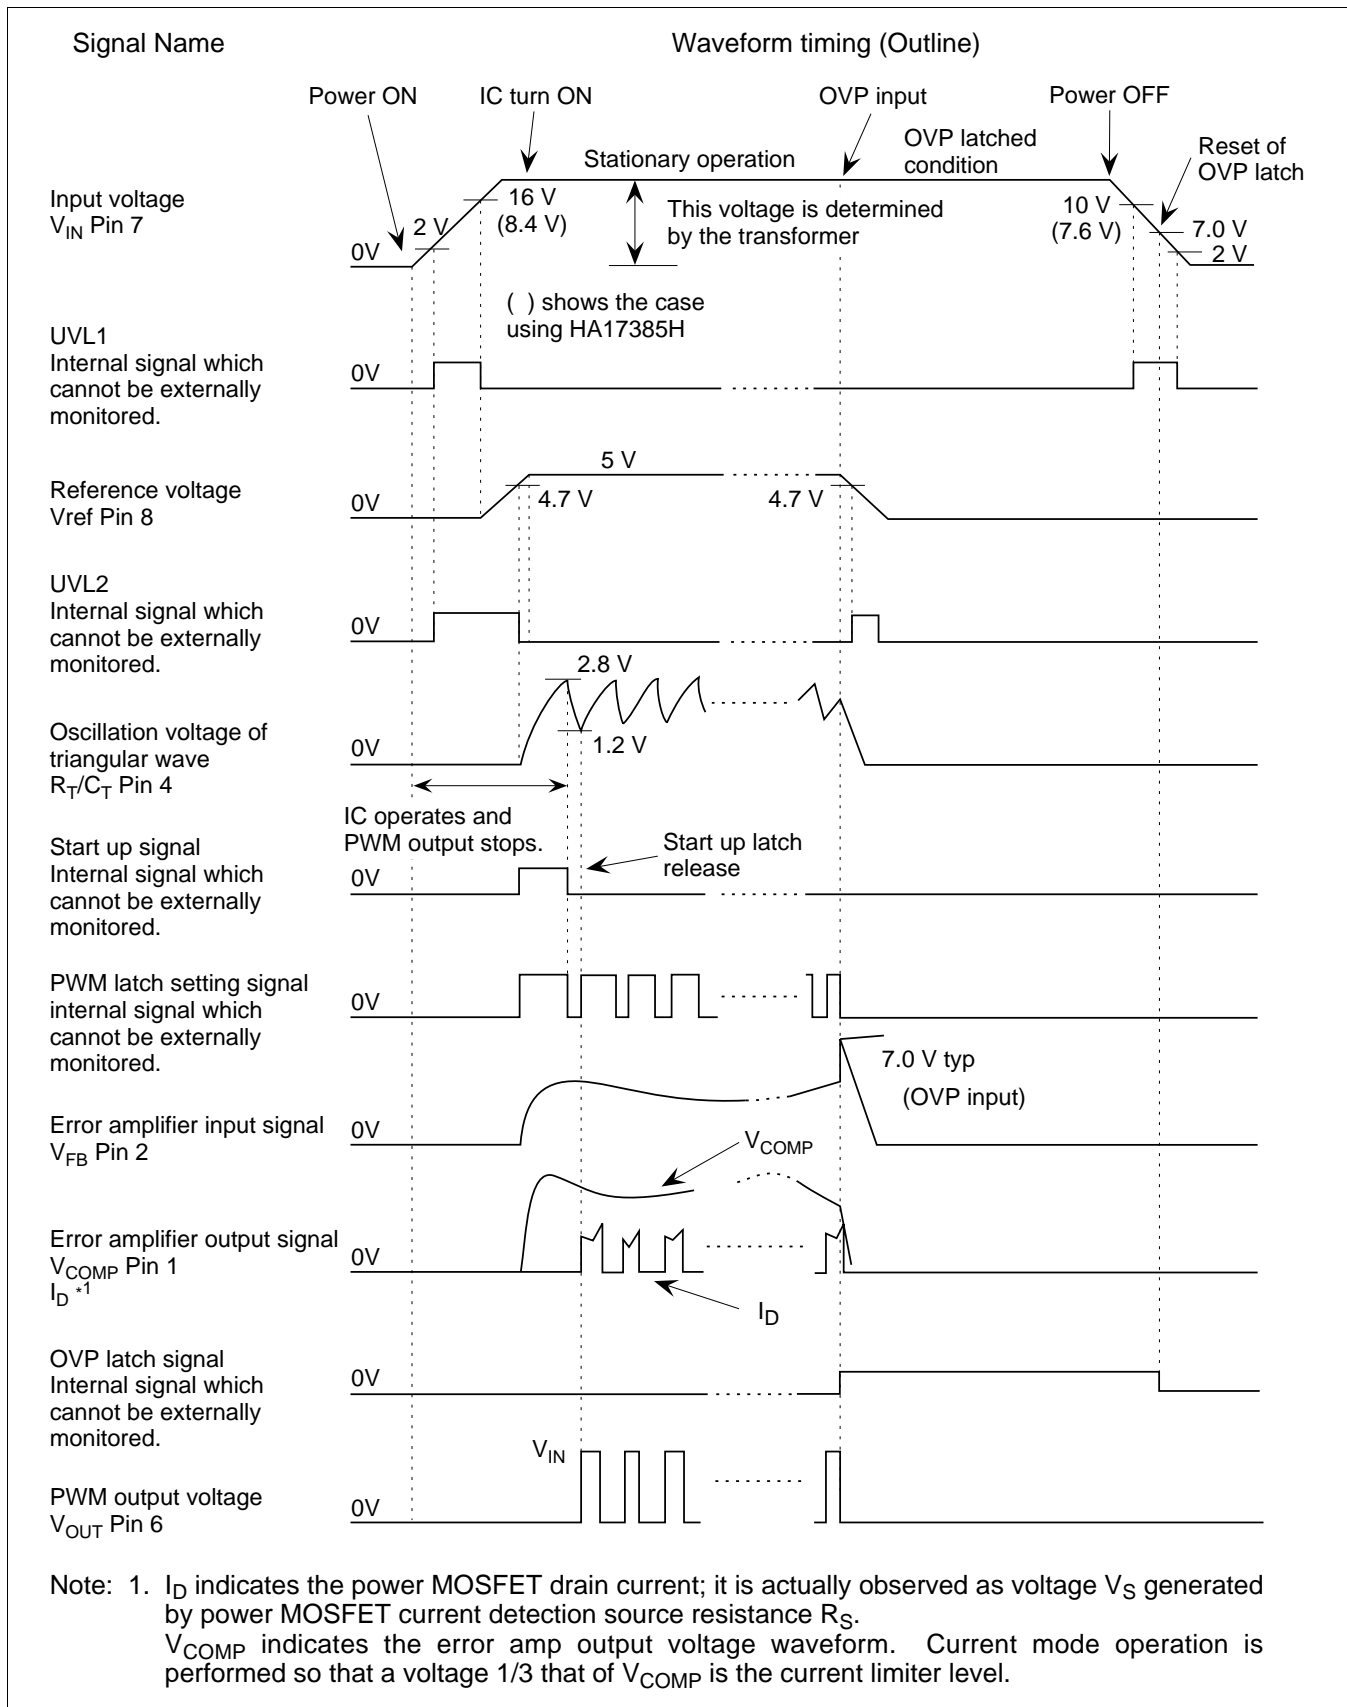 Signal Name
Waveform timing (Outline)
Power ON
IC turn ON
OVP input
Power OFF
Stationary operation
OVP latched
condition
Reset of
OVP latch
Input voltage
VIN Pin 7
0V
2 V
16 V
(8.4 V)
This voltage is determined
by the transformer
10 V
(7.6 V)
7.0 V
2 V
( ) shows the case
using HA17385H
UVL1
Internal signal which
cannot be externally
monitored.
0V
Reference voltage
Vref Pin 8
0V
5 V
4.7 V
4.7 V
UVL2
Internal signal which
cannot be externally
monitored.
0V
Oscillation voltage of
triangular wave
RT/CT Pin 4
0V
2.8 V
1.2 V
IC operates and
PWM output stops.
Start up signal
Internal signal which
cannot be externally
monitored.
0V
Start up latch
release
PWM latch setting signal
internal signal which
cannot be externally
monitored.
0V
7.0 V typ
(OVP input)
Error amplifier input signal
VFB Pin 2
0V
VCOMP
Error amplifier output signal
VCOMP Pin 1
ID *1
0V
ID
OVP latch signal
Internal signal which
cannot be externally
monitored.
0V
VIN
PWM output voltage
VOUT Pin 6
0V
Note: 1. ID indicates the power MOSFET drain current; it is actually observed as voltage VS generated
by power MOSFET current detection source resistance RS.
VCOMP indicates the error amp output voltage waveform. Current mode operation is
performed so that a voltage 1/3 that of VCOMP is the current limiter level.